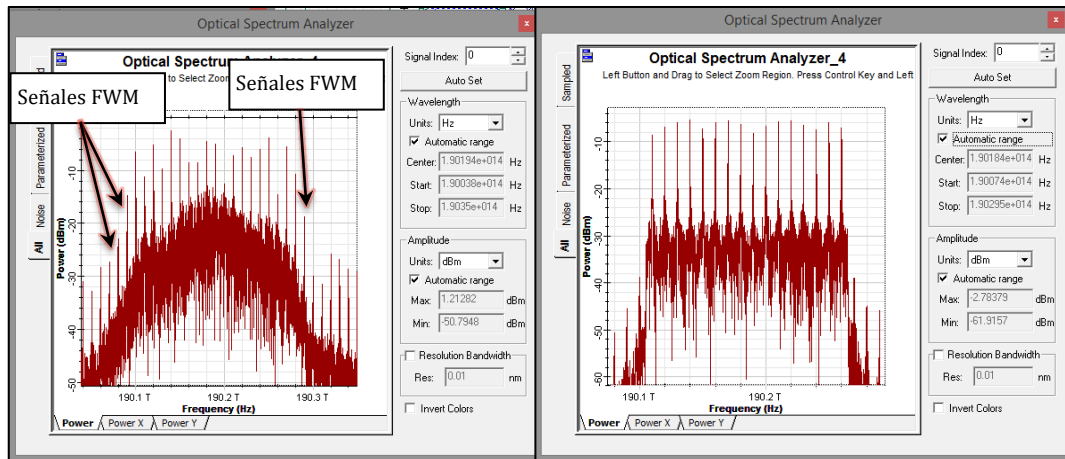 Optical Spectrum Analyzer
x
Optical Spectrum Analyzer_4
to Select Zoom
Señales FWM
Señales FWM
Sampled
Parameterized
Noise
All
Power (dBm)
-10
-20
-30
-40
-50
190.1 T
190.2 T
190.3 T
Frequency (Hz)
Power
Power X
Power Y
Signal Index: 0
Auto Set
Wavelength
Units: Hz
Automatic range
Center: 1.90194e+014 Hz
Start: 1.90038e+014 Hz
Stop: 1.9035e+014 Hz
Amplitude
Units: dBm
Automatic range
Max: 1.21282 dBm
Min: -50.7948 dBm
Resolution Bandwidth
Res: 0.01 nm
Invert Colors
Optical Spectrum Analyzer
x
Optical Spectrum Analyzer_4
Left Button and Drag to Select Zoom Region. Press Control Key and Left
Sampled
Parameterized
Noise
All
Power (dBm)
-10
-20
-30
-40
-50
-60
190.1 T
190.2 T
Frequency (Hz)
Power
Power X
Power Y
Signal Index: 0
Auto Set
Wavelength
Units: Hz
Automatic range
Center: 1.90184e+014 Hz
Start: 1.90074e+014 Hz
Stop: 1.90295e+014 Hz
Amplitude
Units: dBm
Automatic range
Max: -2.78379 dBm
Min: -61.9157 dBm
Resolution Bandwidth
Res: 0.01 nm
Invert Colors